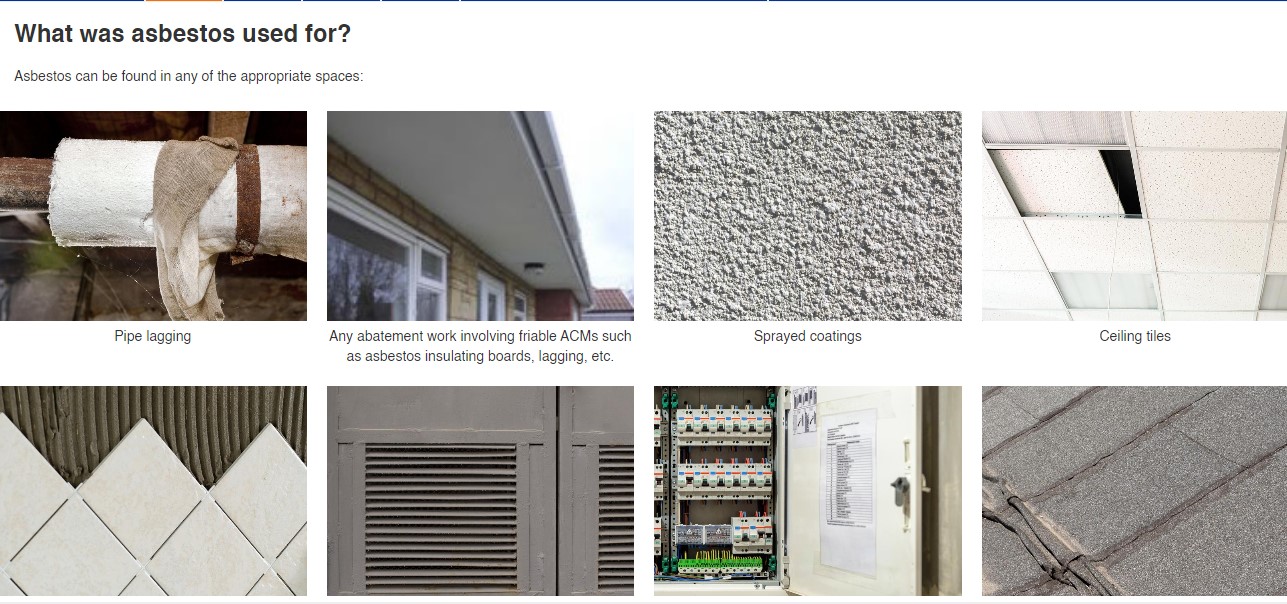 What was asbestos used for?
Asbestos can be found in any of the appropriate spaces:
Pipe lagging
Any abatement work involving friable ACMs such
as asbestos insulating boards, lagging, etc.
Sprayed coatings
Ceiling tiles